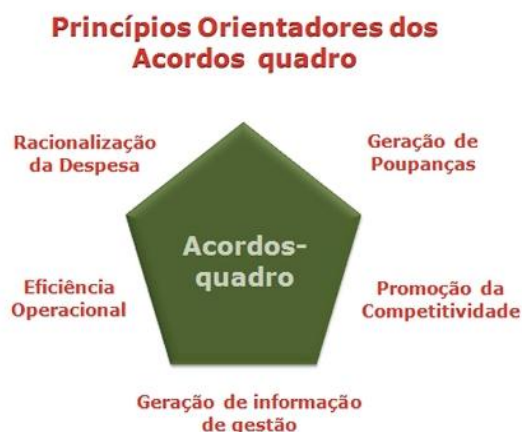 Princípios Orientadores dos
Acordos quadro
Racionalização
da Despesa
Geração de
Poupanças
Acordos-
quadro
Eficiência
Operacional
Promoção da
Competitividade
Geração de informação
de gestão